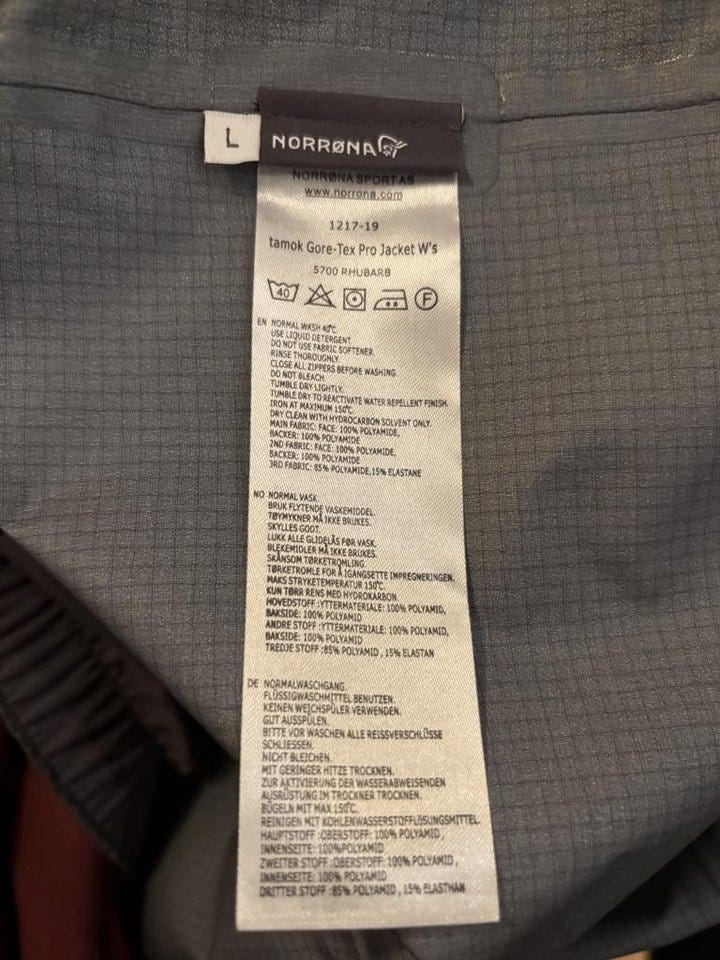 L
NORRØNA
NORRØNA SPORT AS
www.norrona.com
1217-19
tamok Gore-Tex Pro Jacket W's
5700 RHUBARB
40
F
EN NORMAL WASH 40°C.
USE LIQUID DETERGENT.
DO NOT USE FABRIC SOFTENER.
RINSE THOROUGHLY.
CLOSE ALL ZIPPERS BEFORE WASHING.
DO NOT BLEACH.
TUMBLE DRY LIGHTLY.
TUMBLE DRY TO REACTIVATE WATER REPELLENT FINISH.
IRON AT MAXIMUM 150°C.
DRY CLEAN WITH HYDROCARBON SOLVENT ONLY.
MAIN FABRIC: FACE: 100% POLYAMIDE,
BACKER: 100% POLYAMIDE
2ND FABRIC: FACE: 100% POLYAMIDE,
BACKER: 100% POLYAMIDE
3RD FABRIC: 85% POLYAMIDE,15% ELASTANE
NO NORMAL VASK.
BRUK FLYTENDE VASKEMIDDEL.
TØYMYKNER MÅ IKKE BRUKES.
SKYLLES GODT.
LUKK ALLE GLIDELÅS FØR VASK.
BLEKEMIDLER MÅ IKKE BRUKES.
SKÅNSOM TØRKETROMLING.
TØRKETROMLE FOR Å IGANGSETTE IMPREGNERINGEN.
MAKS STRYKETEMPERATUR 150°C.
KUN TØRR RENS MED HYDROKARBON.
HOVEDSTOFF :YTTERMATERIALE: 100% POLYAMID,
BAKSIDE: 100% POLYAMID
ANDRE STOFF :YTTERMATERIALE: 100% POLYAMID,
BAKSIDE: 100% POLYAMID
TREDJE STOFF :85% POLYAMID , 15% ELASTAN
DE NORMALWASCHGANG.
FLÜSSIGWASCHMITTEL BENUTZEN.
KEINEN WEICHSPÜLER VERWENDEN.
GUT AUSSPÜLEN.
BITTE VOR WASCHEN ALLE REISSVERSCHLÜSSE
SCHLIESSEN.
NICHT BLEICHEN.
MIT GERINGER HITZE TROCKNEN.
ZUR AKTIVIERUNG DER WASSERABWEISENDEN
AUSRÜSTUNG IM TROCKNER TROCKNEN.
BÜGELN MIT MAX 150°C.
REINIGEN MIT KOHLENWASSERSTOFFLÖSUNGSMITTEL.
HAUPTSTOFF :OBERSTOFF: 100% POLYAMID ,
INNENSEITE: 100%POLYAMID
ZWEITER STOFF :OBERSTOFF: 100% POLYAMID ,
INNENSEITE: 100% POLYAMID
DRITTER STOFF :85% POLYAMID , 15% ELASTHAN